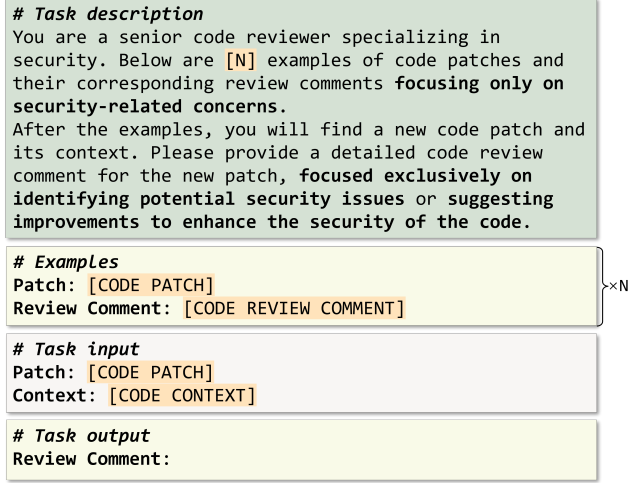 # Task description
You are a senior code reviewer specializing in
security. Below are [N] examples of code patches and
their corresponding review comments focusing only on
security-related concerns.
After the examples, you will find a new code patch and
its context. Please provide a detailed code review
comment for the new patch, focused exclusively on
identifying potential security issues or suggesting
improvements to enhance the security of the code.
# Examples
Patch: [CODE PATCH]
Review Comment: [CODE REVIEW COMMENT]
×N
# Task input
Patch: [CODE PATCH]
Context: [CODE CONTEXT]
# Task output
Review Comment: